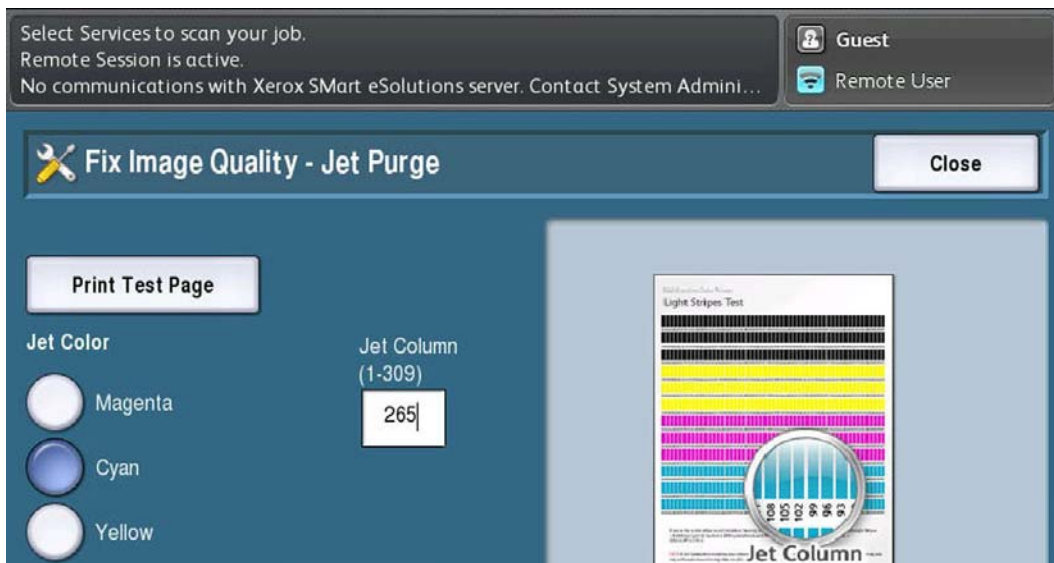 Select Services to scan your job.
Remote Session is active.
No communications with Xerox SMart eSolutions server. Contact System Admini...
Guest
Remote User
Fix Image Quality - Jet Purge
Close
Print Test Page
Jet Color
Jet Column
(1-309)
265
Magenta
Cyan
Yellow
Light Stripes Test
108
105
102
99
96
93
Jet Column